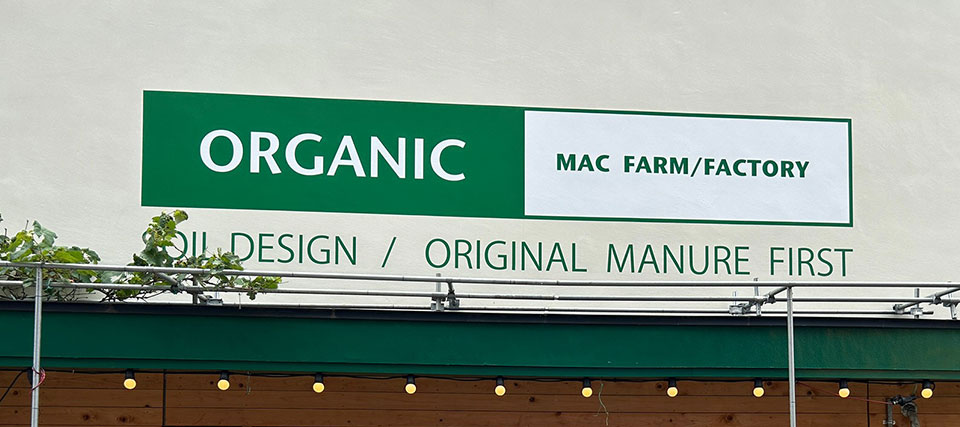 ORGANIC MAC FARM/FACTORY
OIL DESIGN / ORIGINAL MANURE FIRST